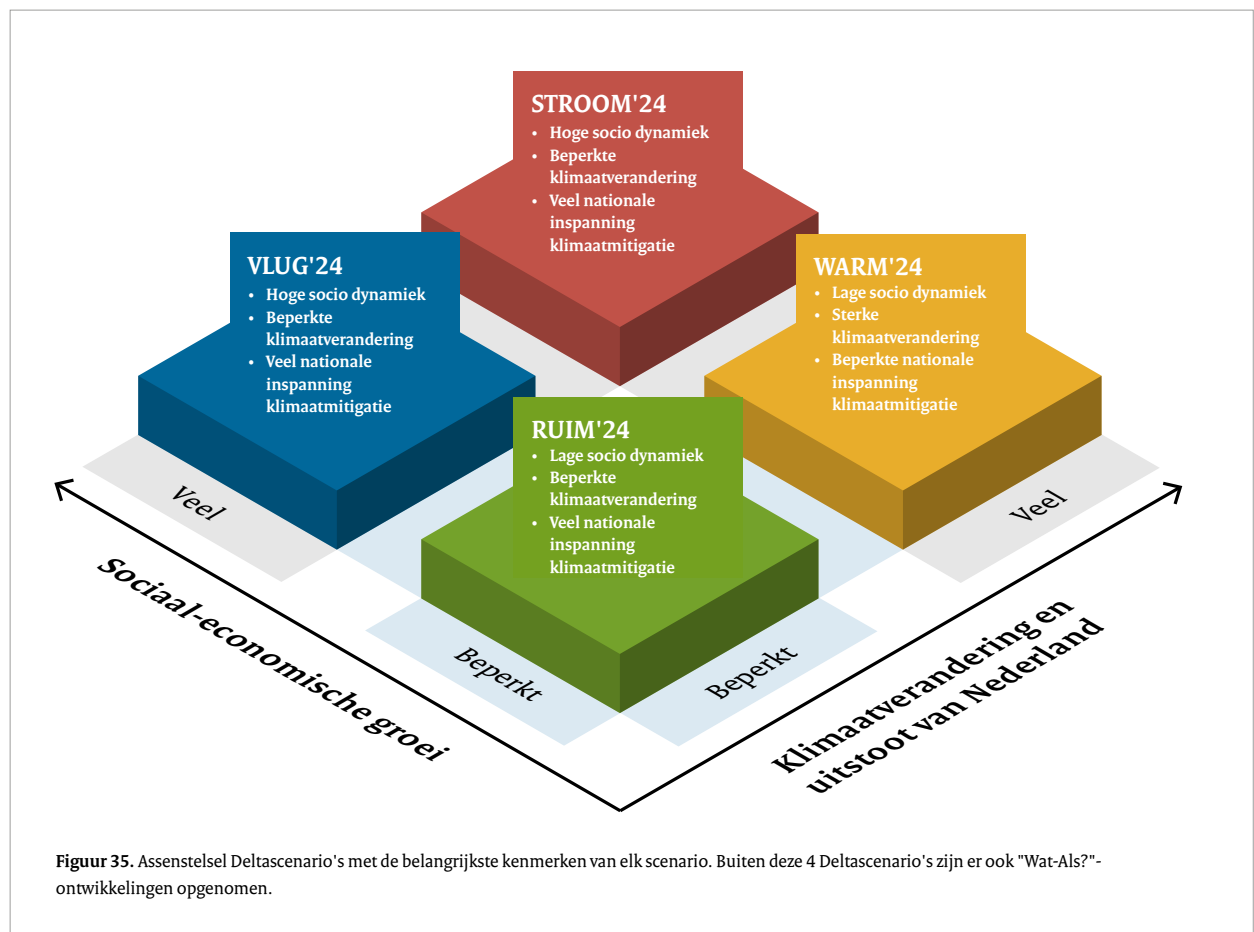 STROOM'24
• Hoge socio dynamiek
• Beperkte
klimaatverandering
• Veel nationale
inspanning
klimaatmitigatie
VLUG'24
• Hoge socio dynamiek
• Beperkte
klimaatverandering
• Veel nationale
inspanning
klimaatmitigatie
WARM'24
• Lage socio dynamiek
• Sterke
klimaatverandering
• Beperkte nationale
inspanning
klimaatmitigatie
RUIM'24
• Lage socio dynamiek
• Beperkte
klimaatverandering
• Veel nationale
inspanning
klimaatmitigatie
Veel
Beperkt
Beperkt
Veel
Sociaal-economische groei
Klimaatverandering en
uitstoot van Nederland
Figuur 35. Assenstelsel Deltascenario's met de belangrijkste kenmerken van elk scenario. Buiten deze 4 Deltascenario's zijn er ook "Wat-Als?"-
ontwikkelingen opgenomen.